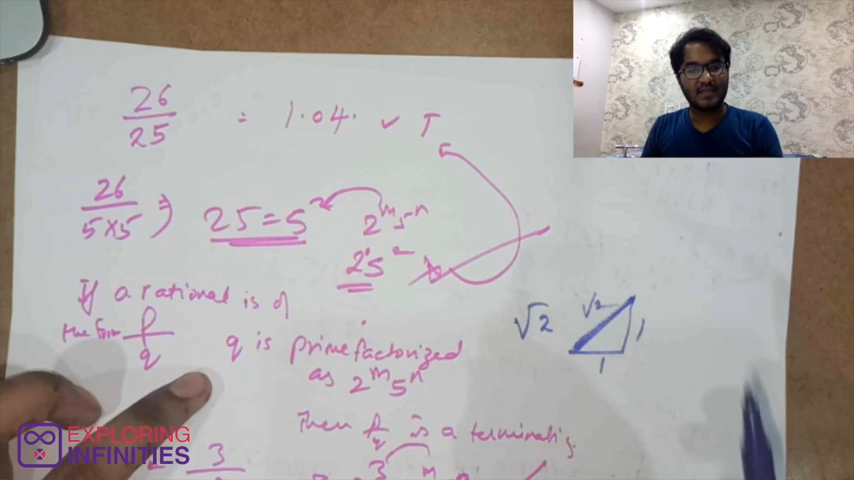 26/25 = 1.04. ✓ T
26/5×5 ⇒ 25 = 5² 2^m 5^n
2 5²
If a rational is of
the form p/q q is prime factorized
as 2^m 5^n
√2 √2 1
1
Then p/q is a terminating
3
EXPLORING
INFINITIES